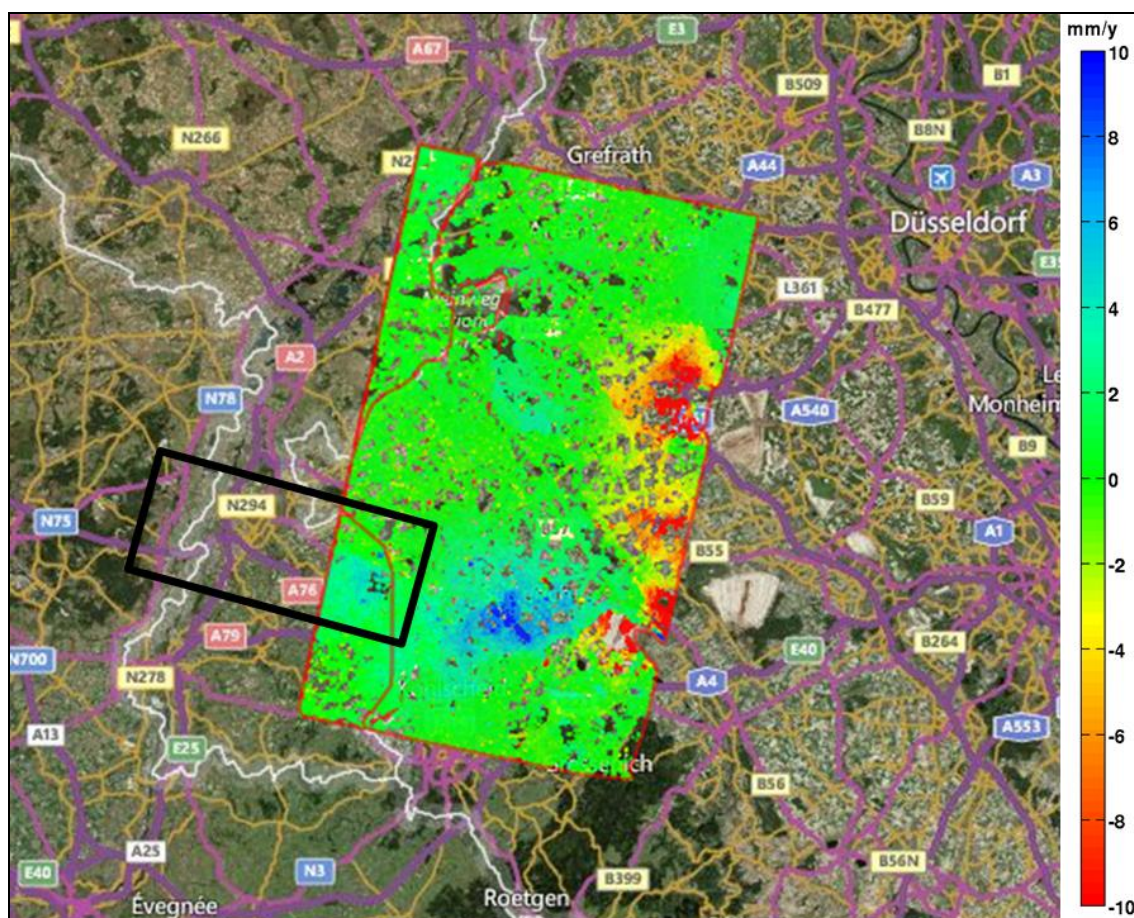 mm/y
10
8
6
4
2
0
-2
-4
-6
-8
-10
E3
A67
B1
B509
N266
B8N
Grefrath
A44
A3
Düsseldorf
L361
B477
A2
N78
A540
Monheim
B9
N294
N75
B59
A1
B55
A76
A79
B264
E40
N700
N278
A4
A13
E25
A553
B56
A25
B56N
E40
N3
B399
Roetgen
Évegnée